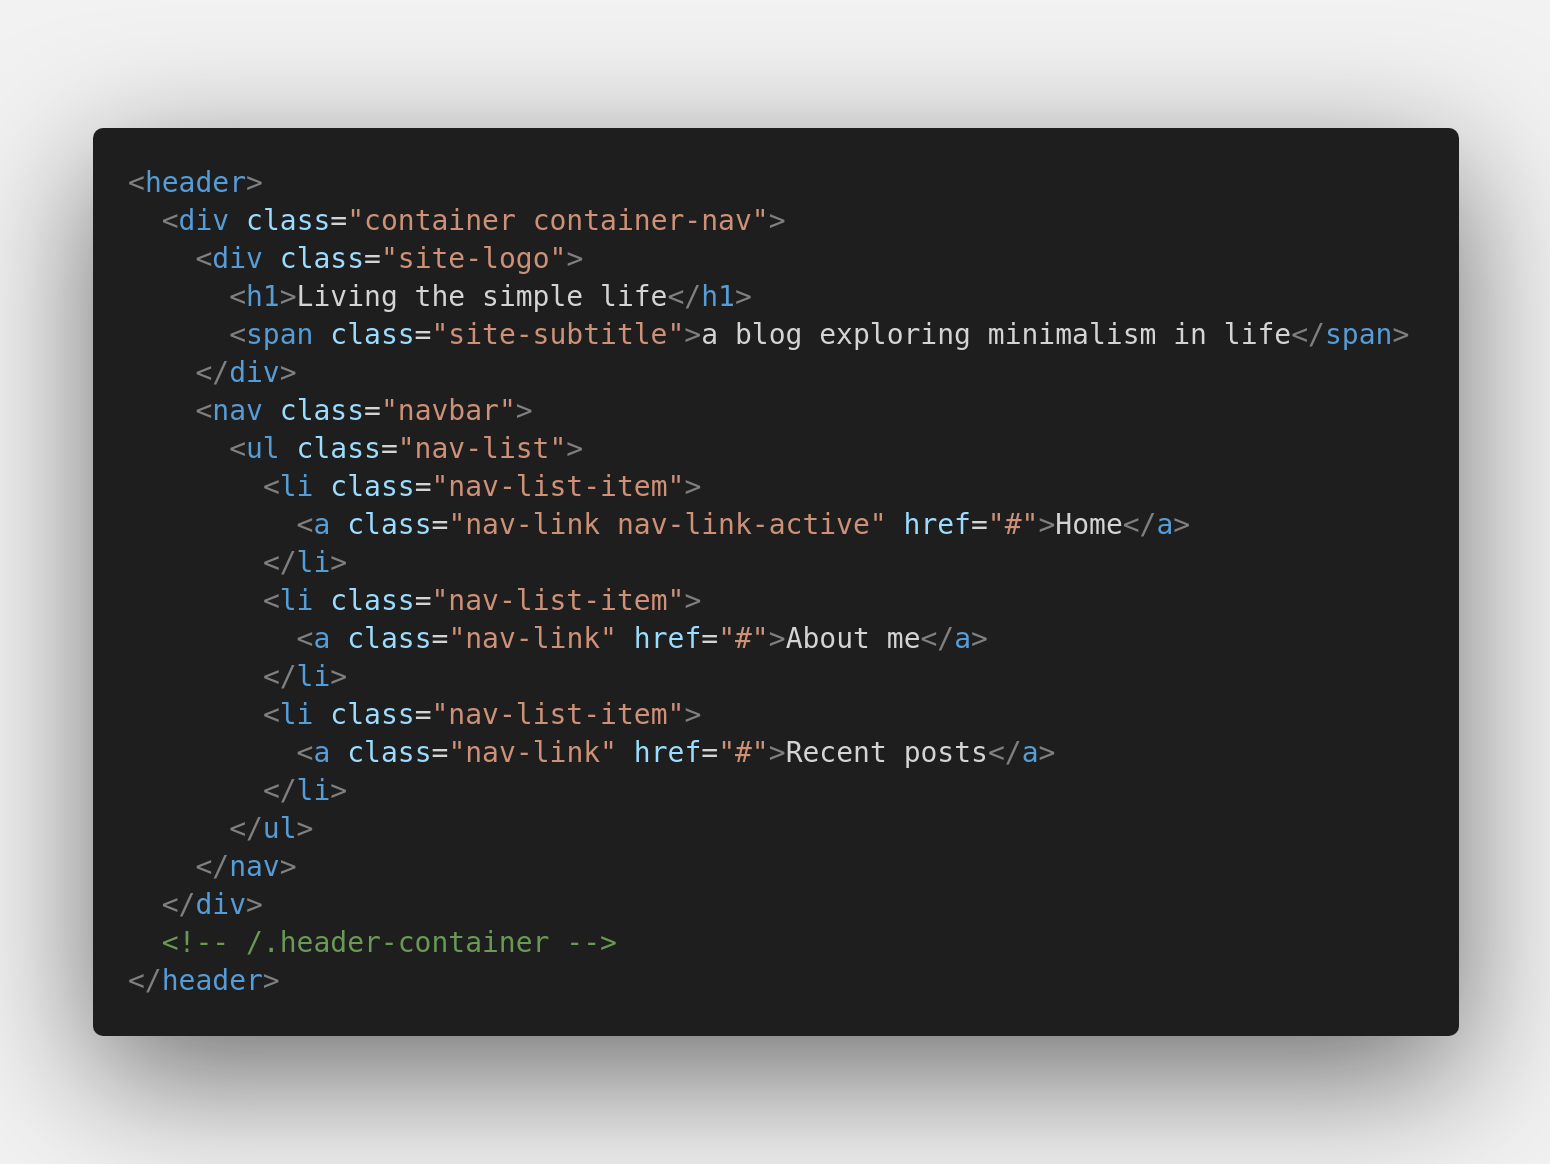 <header>
  <div class="container container-nav">
    <div class="site-logo">
      <h1>Living the simple life</h1>
      <span class="site-subtitle">a blog exploring minimalism in life</span>
    </div>
    <nav class="navbar">
      <ul class="nav-list">
        <li class="nav-list-item">
          <a class="nav-link nav-link-active" href="#">Home</a>
        </li>
        <li class="nav-list-item">
          <a class="nav-link" href="#">About me</a>
        </li>
        <li class="nav-list-item">
          <a class="nav-link" href="#">Recent posts</a>
        </li>
      </ul>
    </nav>
  </div>
  <!-- /.header-container -->
</header>